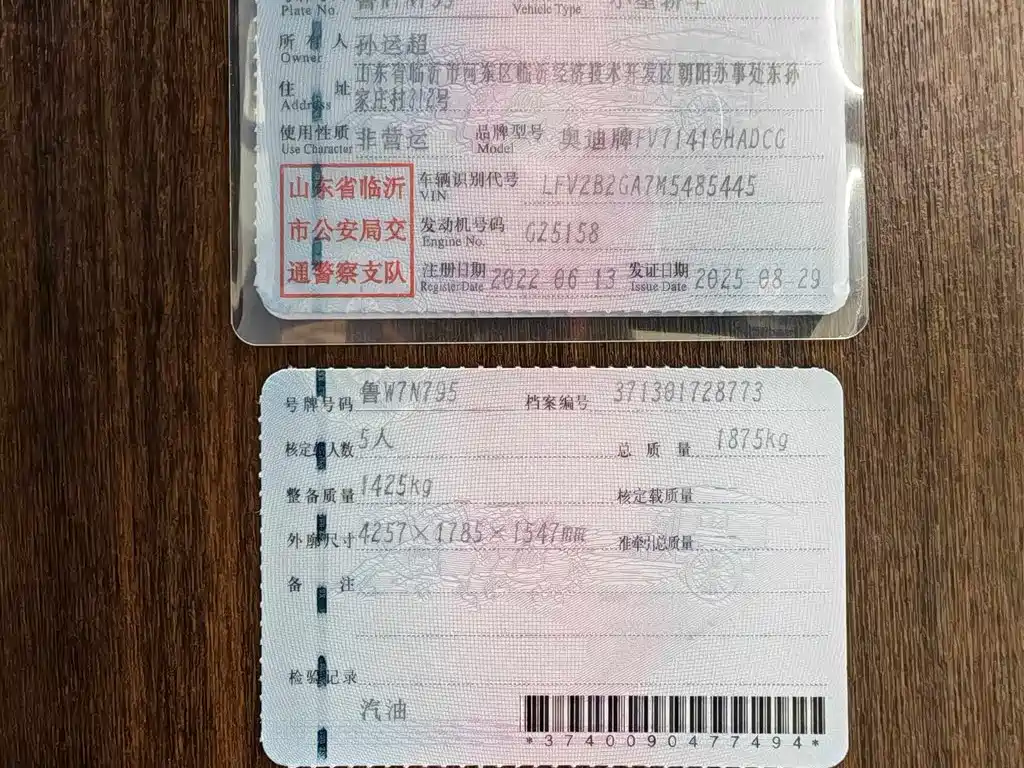 Plate No. Vehicle Type 小型轿车
所有人 孙运超
Owner
山东省临沂市河东区临沂经济技术开发区朝阳办事处东孙
住址 家庄村312号
Address
使用性质 非营运 品牌型号 奥迪牌FV7141GHADCG
Use Character Model
山东省临沂
市公安局交
通警察支队
车辆识别代号 LFV2B2GA7M5485445
VIN
发动机号码 G25158
Engine No.
注册日期 2022 06 13 发证日期 2025-08-29
Register Date Issue Date
号牌号码 鲁W7N795 档案编号 371301728773
核定载人数 5人 总质量 1875kg
整备质量 1425kg 核定载质量
外廓尺寸 4257×1785×1547mm 准牵引总质量
备注
检验记录
汽油
*3740090477494*